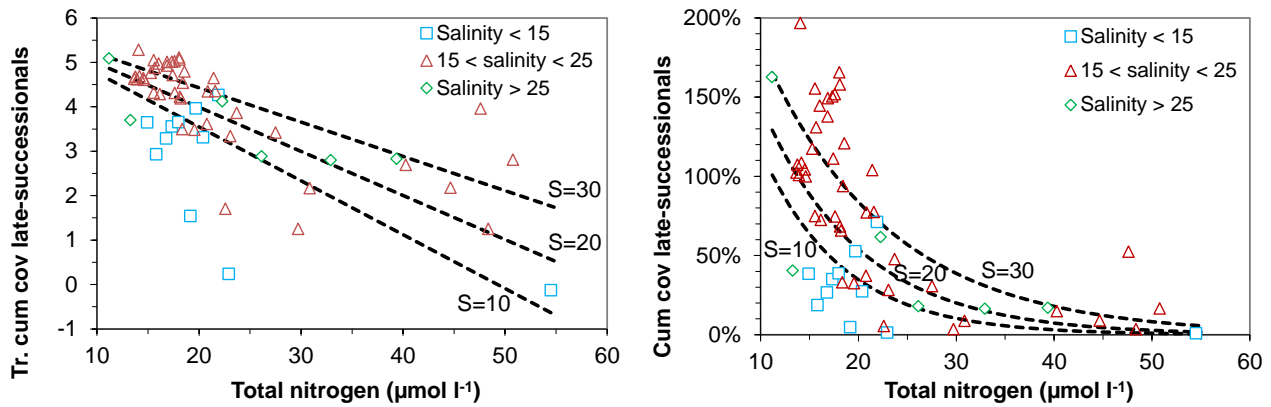 Tr. cum cov late-successionals
6
5
4
3
2
1
0
-1
10 20 30 40 50 60
Total nitrogen (µmol l-1)
Salinity < 15
15 < salinity < 25
Salinity > 25
S=30
S=20
S=10
Cum cov late-successionals
200%
150%
100%
50%
0%
10 20 30 40 50 60
Total nitrogen (µmol l-1)
Salinity < 15
15 < salinity < 25
Salinity > 25
S=10
S=20
S=30